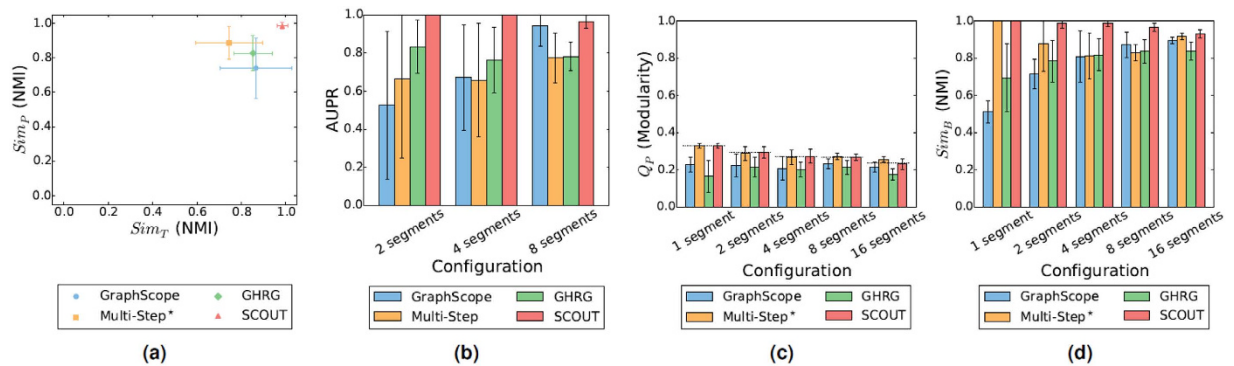 1.0
0.8
0.6
0.4
0.2
0.0
Sim_P (NMI)
0.0 0.2 0.4 0.6 0.8 1.0
Sim_T (NMI)
GraphScope GHRG
Multi-Step* SCOUT
(a)
1.0
0.8
0.6
0.4
0.2
0.0
AUPR
2 segments 4 segments 8 segments
Configuration
GraphScope GHRG
Multi-Step SCOUT
(b)
1.0
0.8
0.6
0.4
0.2
0.0
Q_P (Modularity)
1 segment 2 segments 4 segments 8 segments 16 segments
Configuration
GraphScope GHRG
Multi-Step* SCOUT
(c)
1.0
0.8
0.6
0.4
0.2
0.0
Sim_B (NMI)
1 segment 2 segments 4 segments 8 segments 16 segments
Configuration
GraphScope GHRG
Multi-Step* SCOUT
(d)